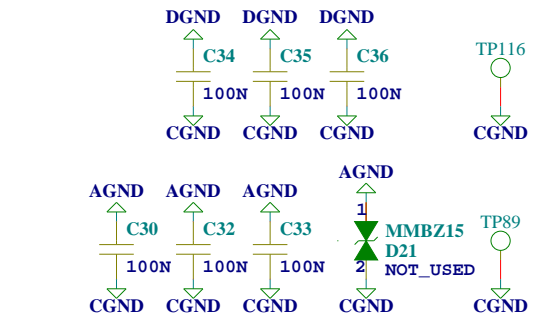 DGND DGND DGND
C34 C35 C36 TP116
100N 100N 100N
CGND CGND CGND CGND
AGND
AGND AGND AGND
1
C30 C32 C33 MMBZ15 TP89
D21
100N 100N 100N 2 NOT_USED
CGND CGND CGND CGND CGND